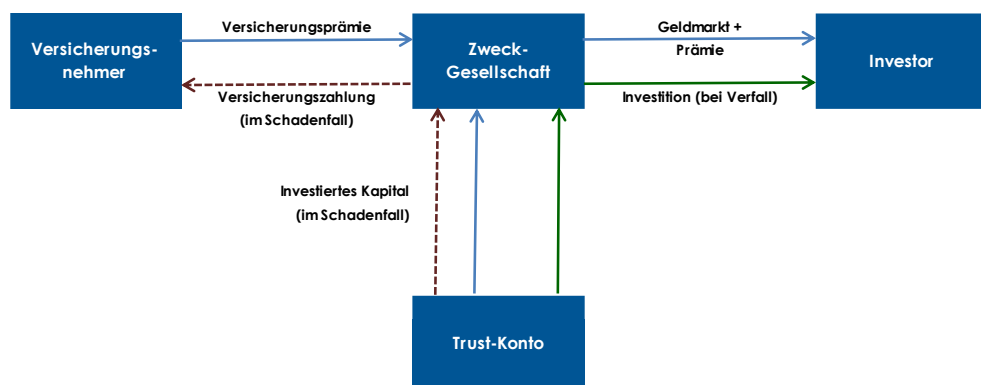 Versicherungs-
nehmer
Versicherungsprämie
Versicherungszahlung
(im Schadenfall)
Zweck-
Gesellschaft
Geldmarkt +
Prämie
Investition (bei Verfall)
Investor
Investiertes Kapital
(im Schadenfall)
Trust-Konto